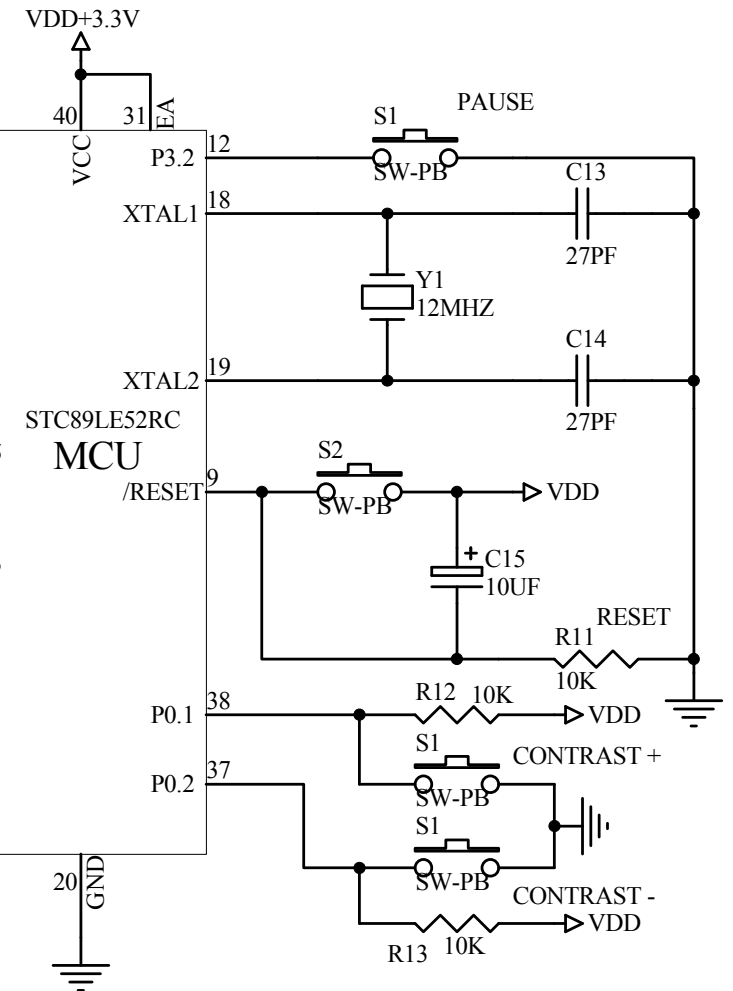 VDD+3.3V
40
31
EA
VCC
PAUSE
S1
P3.2
12
SW-PB
C13
XTAL1
18
27PF
Y1
12MHZ
C14
XTAL2
19
27PF
STC89LE52RC
MCU
S2
/RESET
9
SW-PB
VDD
+
C15
10UF
RESET
R11
10K
R12
10K
P0.1
38
VDD
S1
CONTRAST +
P0.2
37
SW-PB
S1
SW-PB
20
GND
CONTRAST -
VDD
R13
10K